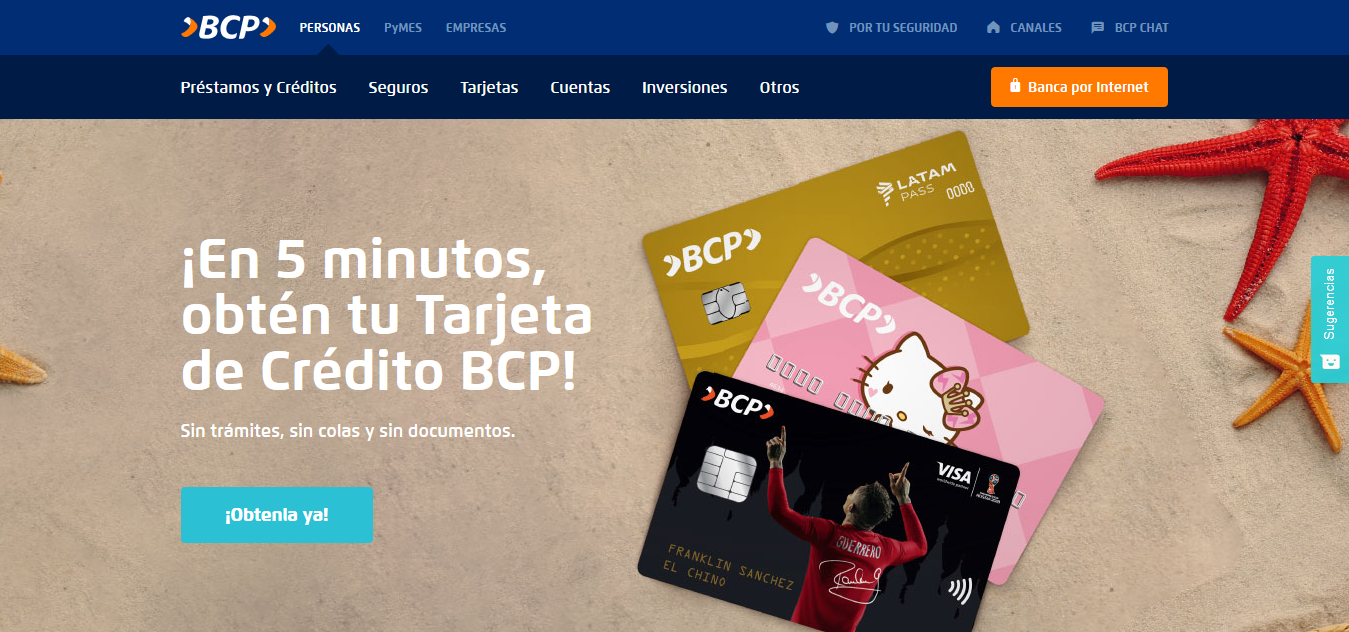 BCP
PERSONAS
PyMES
EMPRESAS
POR TU SEGURIDAD
CANALES
BCP CHAT
Préstamos y Créditos
Seguros
Tarjetas
Cuentas
Inversiones
Otros
Banca por Internet
¡En 5 minutos,
obtén tu Tarjeta
de Crédito BCP!
Sin trámites, sin colas y sin documentos.
¡Obtenla ya!
LATAM
PASS
0000
BCP
BCP
0000
BCP
VISA
GUERRERO
FRANKLIN SANCHEZ
EL CHINO
Sugerencias